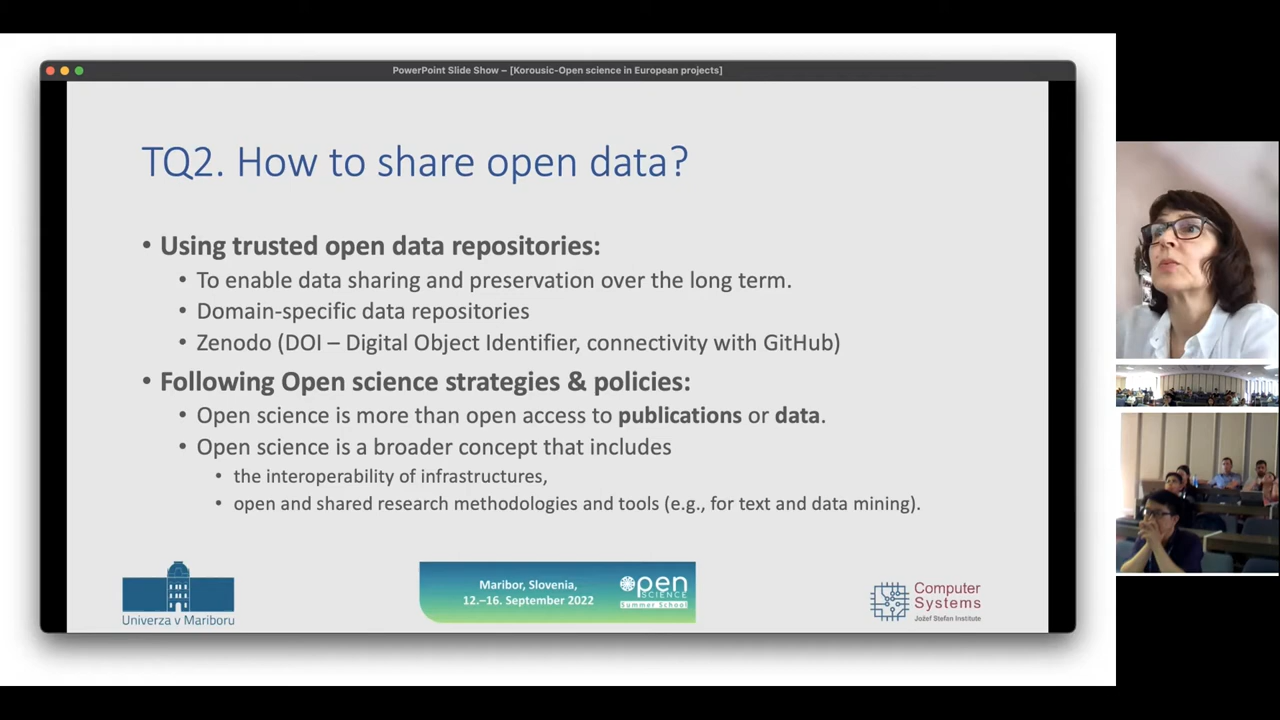 PowerPoint Slide Show – [Korousic-Open science in European projects]
TQ2. How to share open data?
• Using trusted open data repositories:
• To enable data sharing and preservation over the long term.
• Domain-specific data repositories
• Zenodo (DOI – Digital Object Identifier, connectivity with GitHub)
• Following Open science strategies & policies:
• Open science is more than open access to publications or data.
• Open science is a broader concept that includes
• the interoperability of infrastructures,
• open and shared research methodologies and tools (e.g., for text and data mining).
Univerza v Mariboru
Maribor, Slovenia,
12.–16. September 2022
Open
SCIENCE
Summer School
Computer
Systems
Jožef Stefan Institute